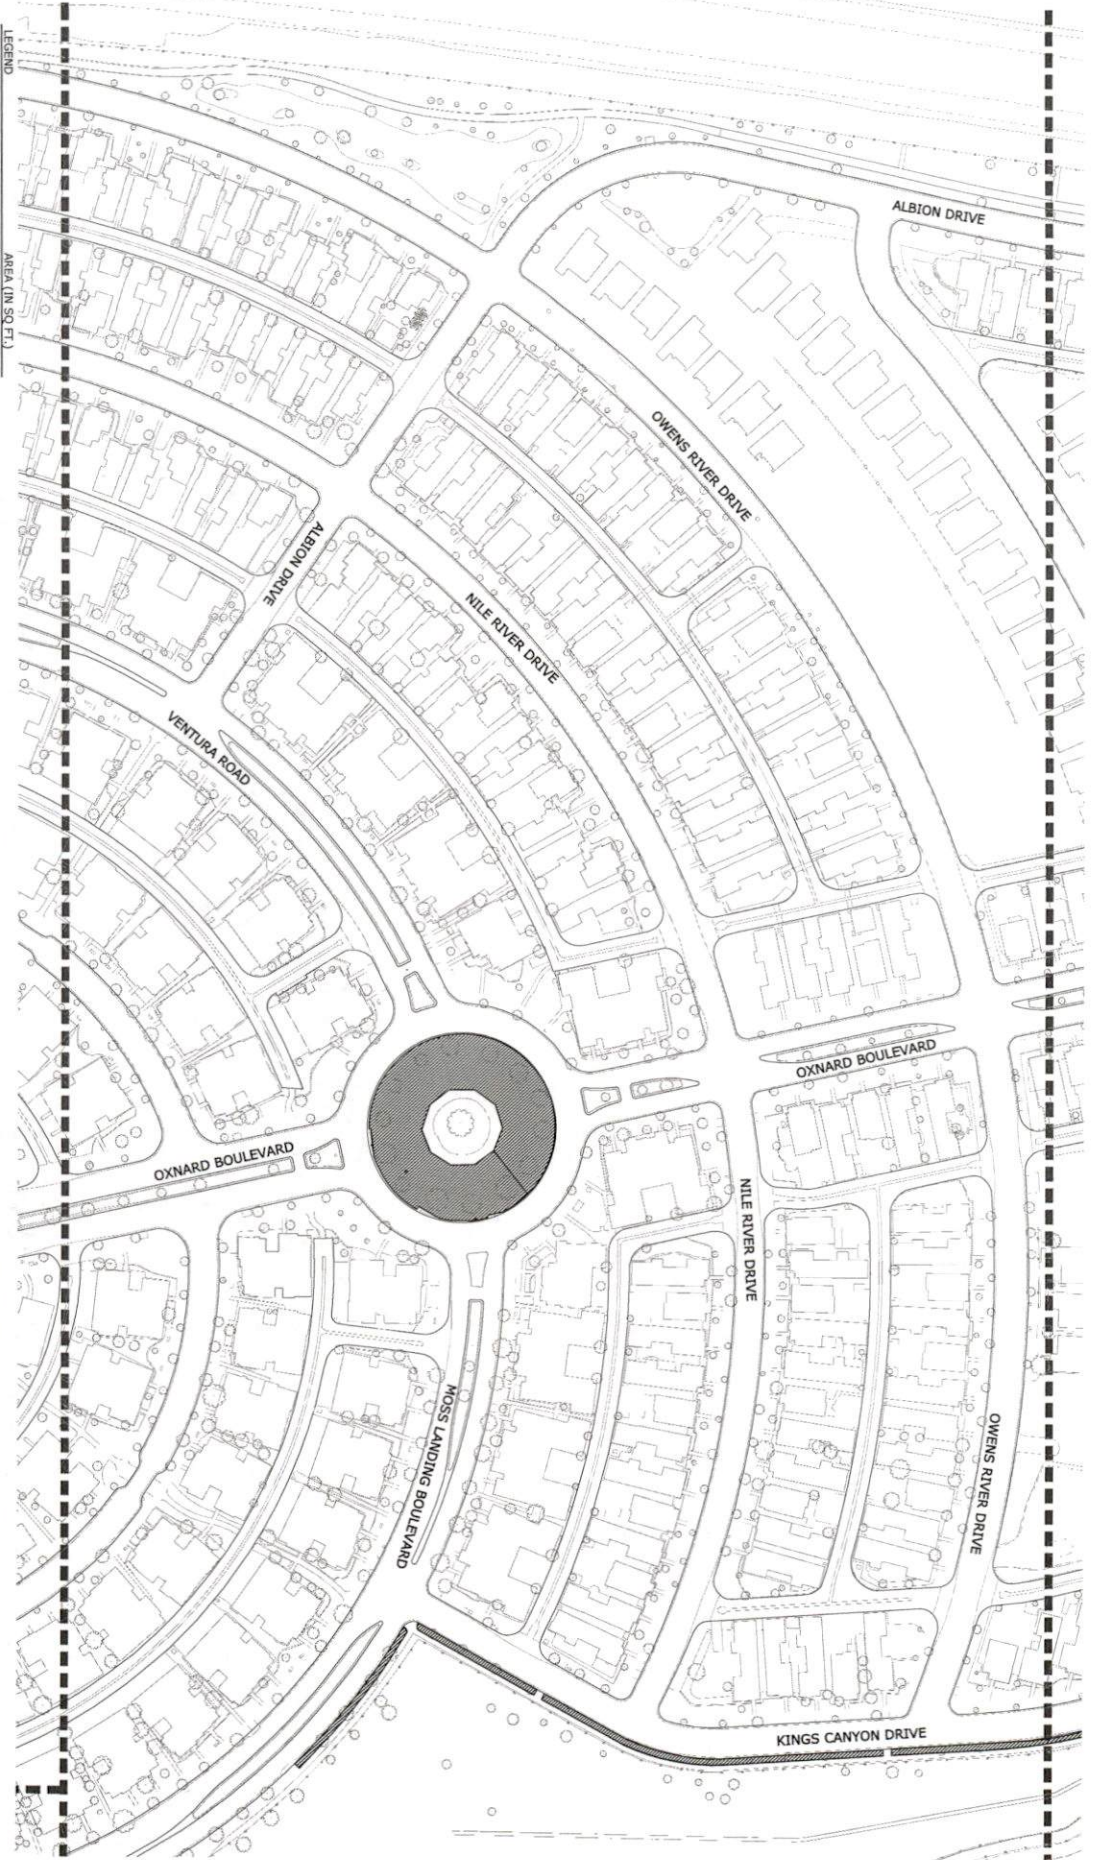 ALBION DRIVE
OWENS RIVER DRIVE
ALBION DRIVE
NILE RIVER DRIVE
VENTURA ROAD
OXNARD BOULEVARD
OXNARD BOULEVARD
NILE RIVER DRIVE
MOSS LANDING BOULEVARD
OWENS RIVER DRIVE
KINGS CANYON DRIVE
LEGEND
AREA (IN SQ FT.)